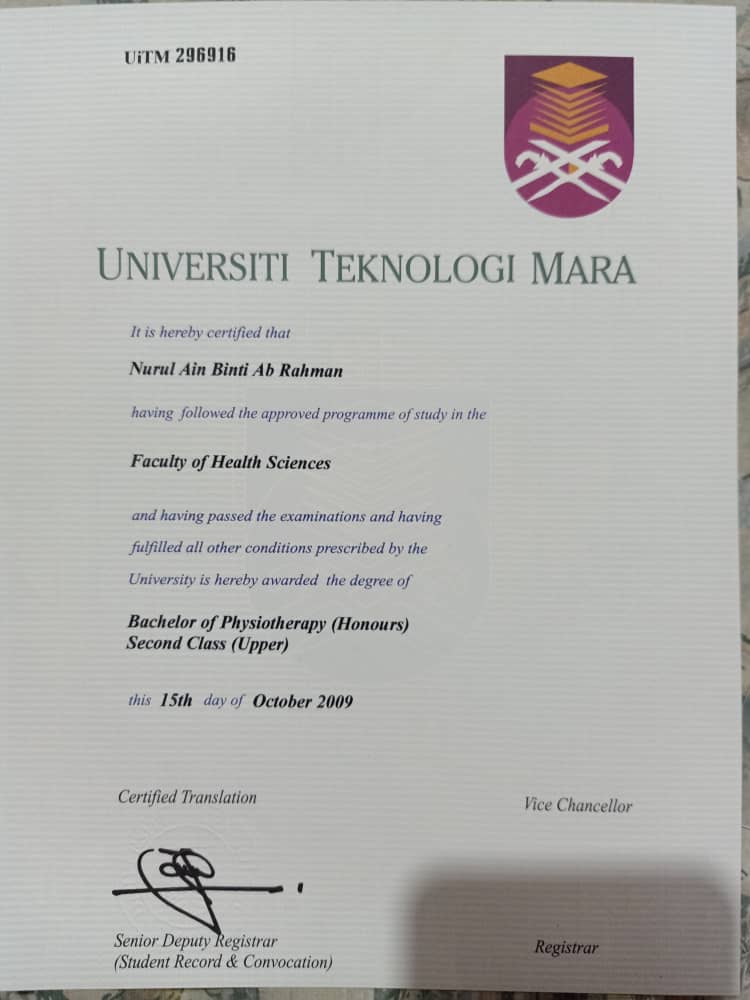 UiTM 296916
UNIVERSITI TEKNOLOGI MARA
It is hereby certified that
Nurul Ain Binti Ab Rahman
having followed the approved programme of study in the
Faculty of Health Sciences
and having passed the examinations and having
fulfilled all other conditions prescribed by the
University is hereby awarded the degree of
Bachelor of Physiotherapy (Honours)
Second Class (Upper)
this 15th day of October 2009
Certified Translation
Vice Chancellor
Senior Deputy Registrar
(Student Record & Convocation)
Registrar